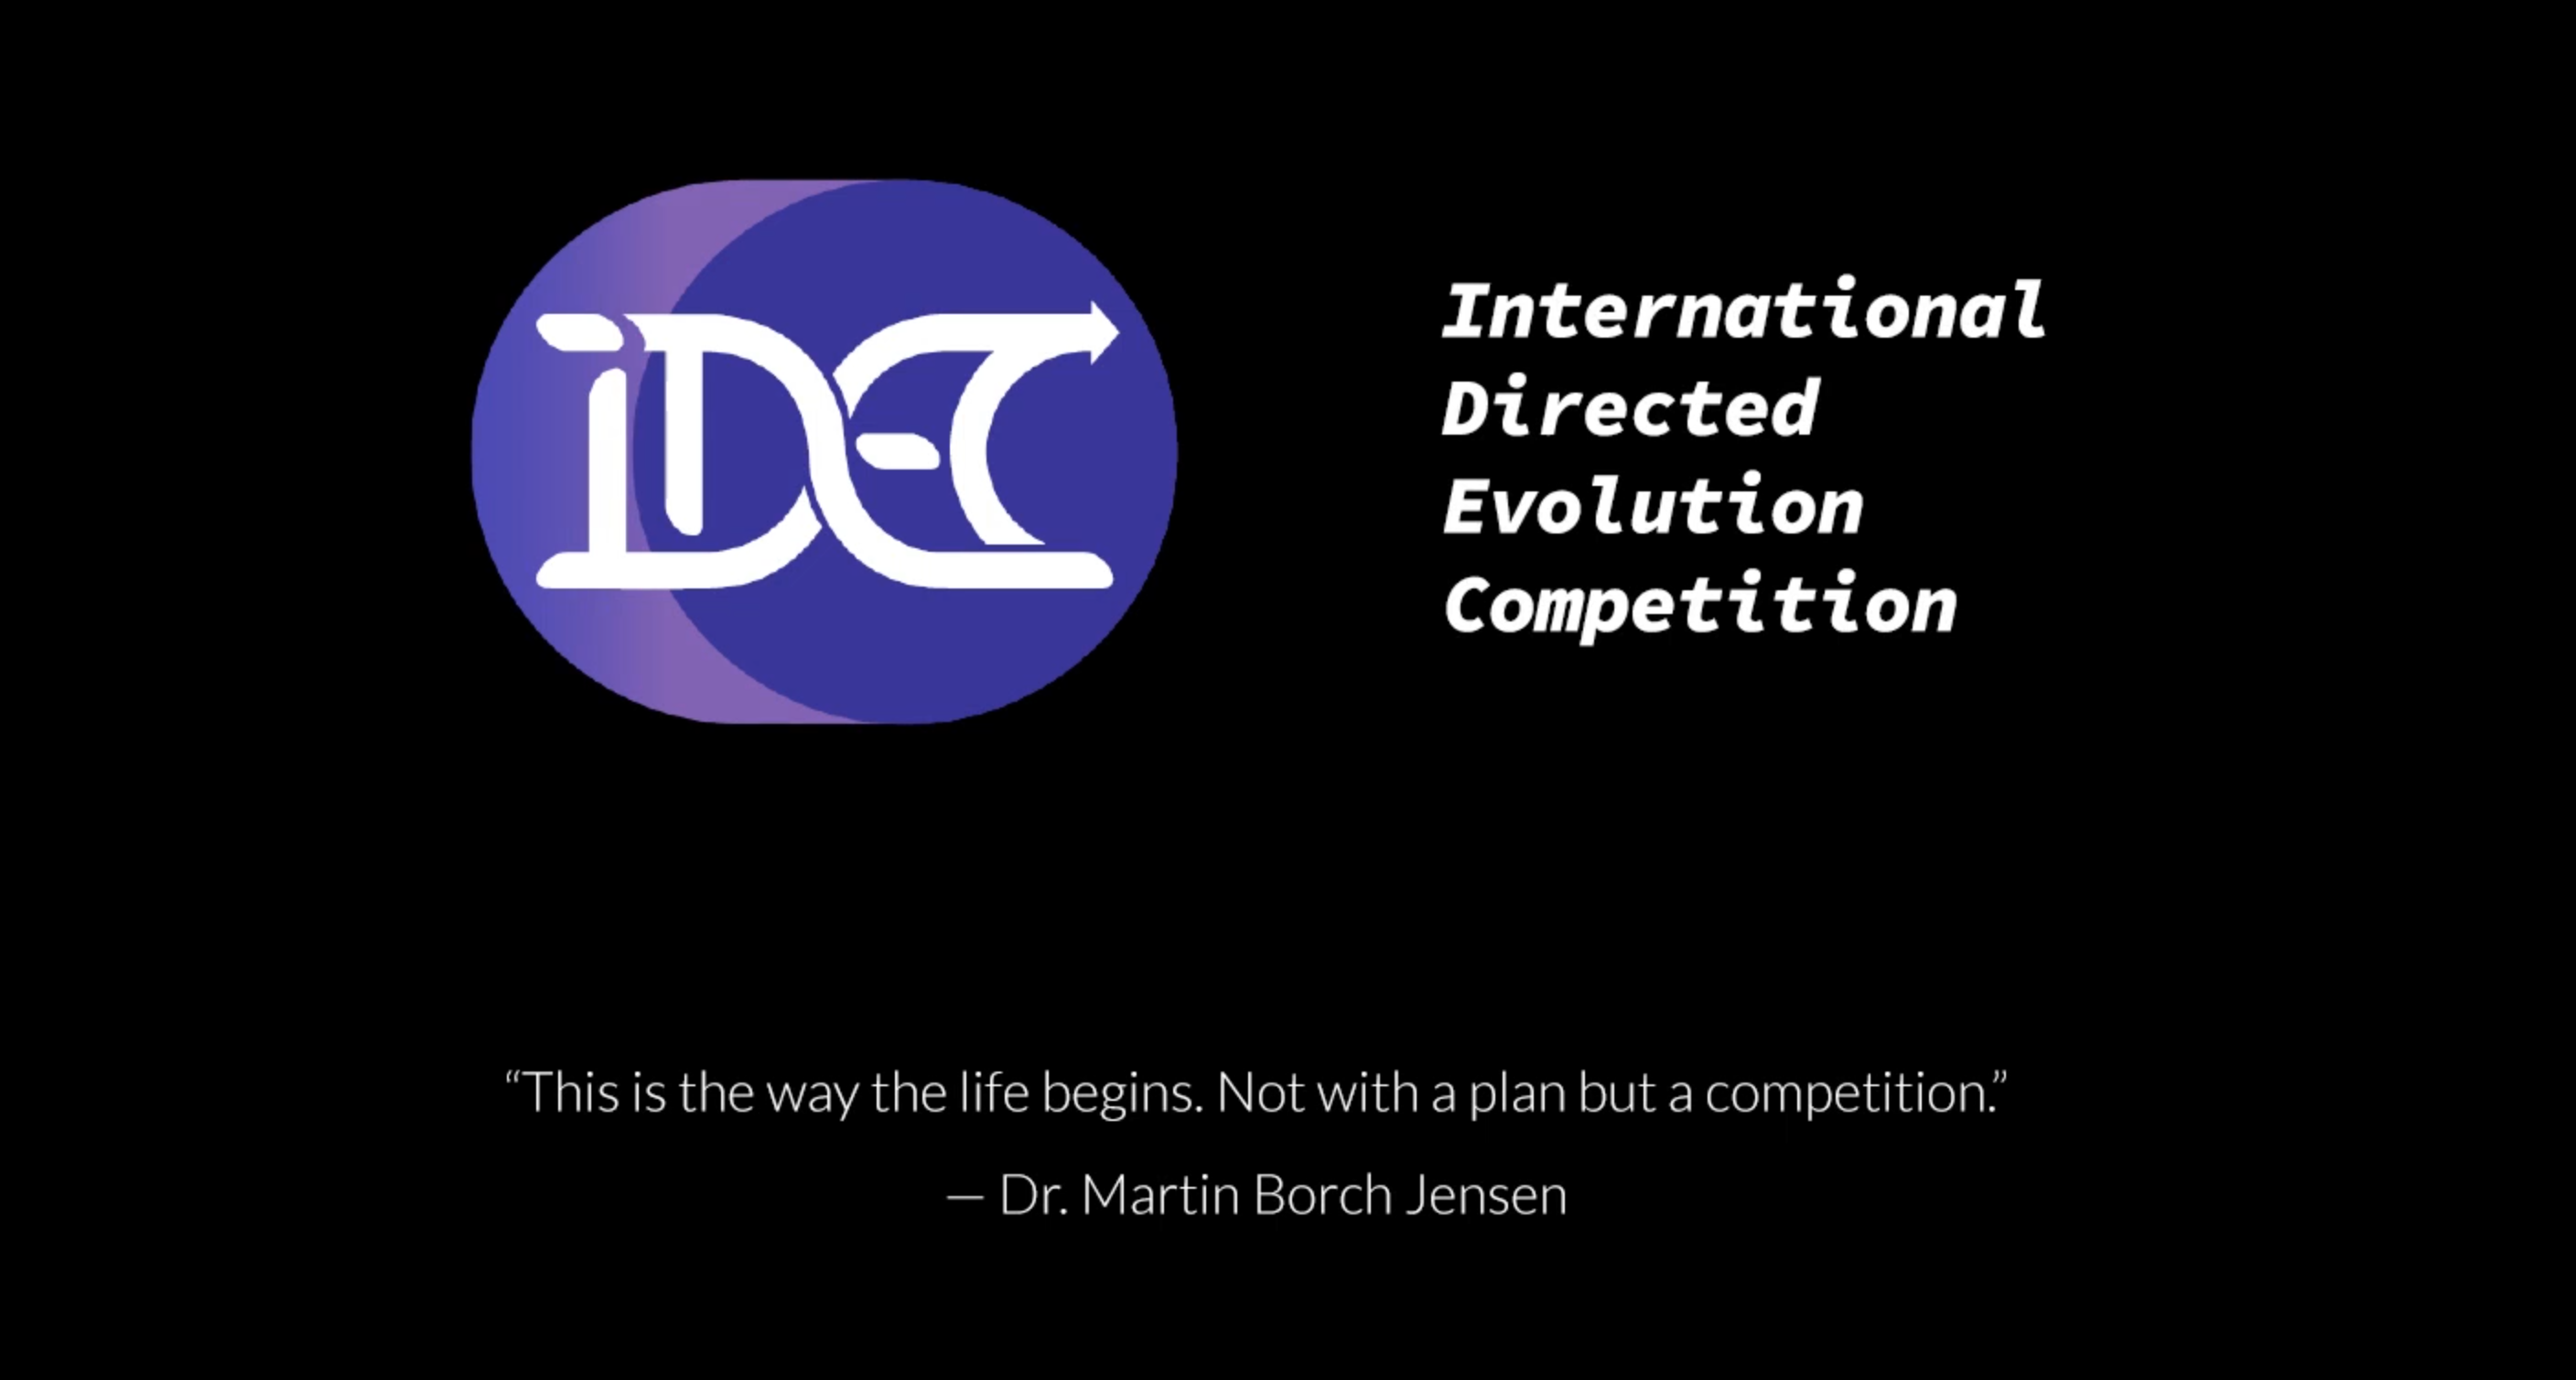 iDEC
International
Directed
Evolution
Competition
“This is the way the life begins. Not with a plan but a competition.”
— Dr. Martin Borch Jensen